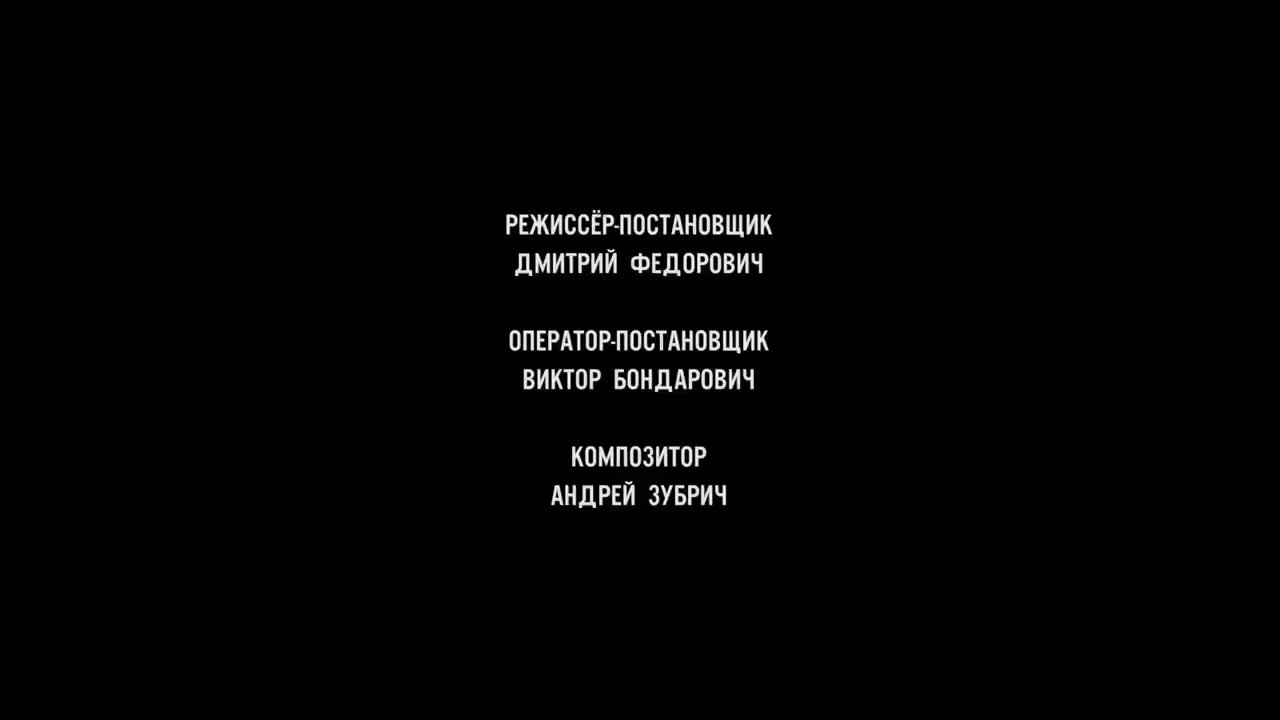 РЕЖИССЁР-ПОСТАНОВЩИК
ДМИТРИЙ ФЕДОРОВИЧ
ОПЕРАТОР-ПОСТАНОВЩИК
ВИКТОР БОНДАРОВИЧ
КОМПОЗИТОР
АНДРЕЙ ЗУБРИЧ